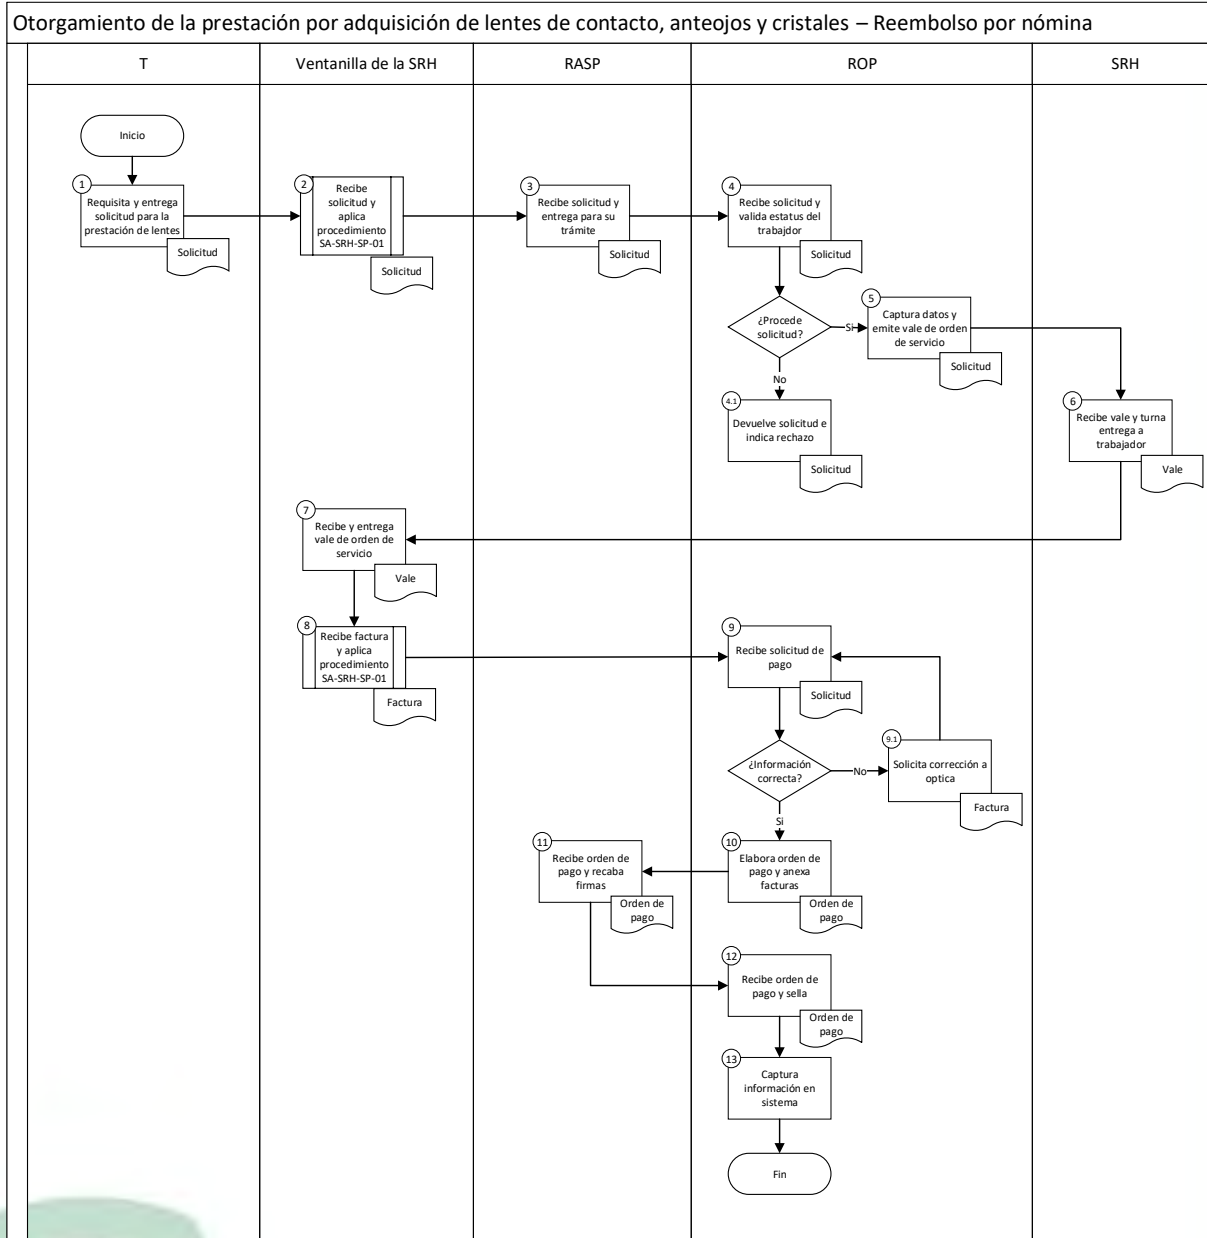 Otorgamiento de la prestación por adquisición de lentes de contacto, anteojos y cristales – Reembolso por nómina
T
Ventanilla de la SRH
RASP
ROP
SRH
Inicio
1
Requisita y entrega
solicitud para la
prestación de lentes
Solicitud
2
Recibe
solicitud y
aplica
procedimiento
SA-SRH-SP-01
Solicitud
3
Recibe solicitud y
entrega para su
trámite
Solicitud
4
Recibe solicitud y
valida estatus del
trabajdor
Solicitud
¿Procede
solicitud?
Si
5
Captura datos y
emite vale de orden
de servicio
Solicitud
No
4.1
Devuelve solicitud e
indica rechazo
Solicitud
6
Recibe vale y turna
entrega a
trabajador
Vale
7
Recibe y entrega
vale de orden de
servicio
Vale
8
Recibe factura
y aplica
procedimiento
SA-SRH-SP-01
Factura
9
Recibe solicitud de
pago
Solicitud
¿Información
correcta?
No
9.1
Solicita corrección a
optica
Factura
Si
10
Elabora orden de
pago y anexa
facturas
Orden de
pago
11
Recibe orden de
pago y recaba
firmas
Orden de
pago
12
Recibe orden de
pago y sella
Orden de
pago
13
Captura
información en
sistema
Fin